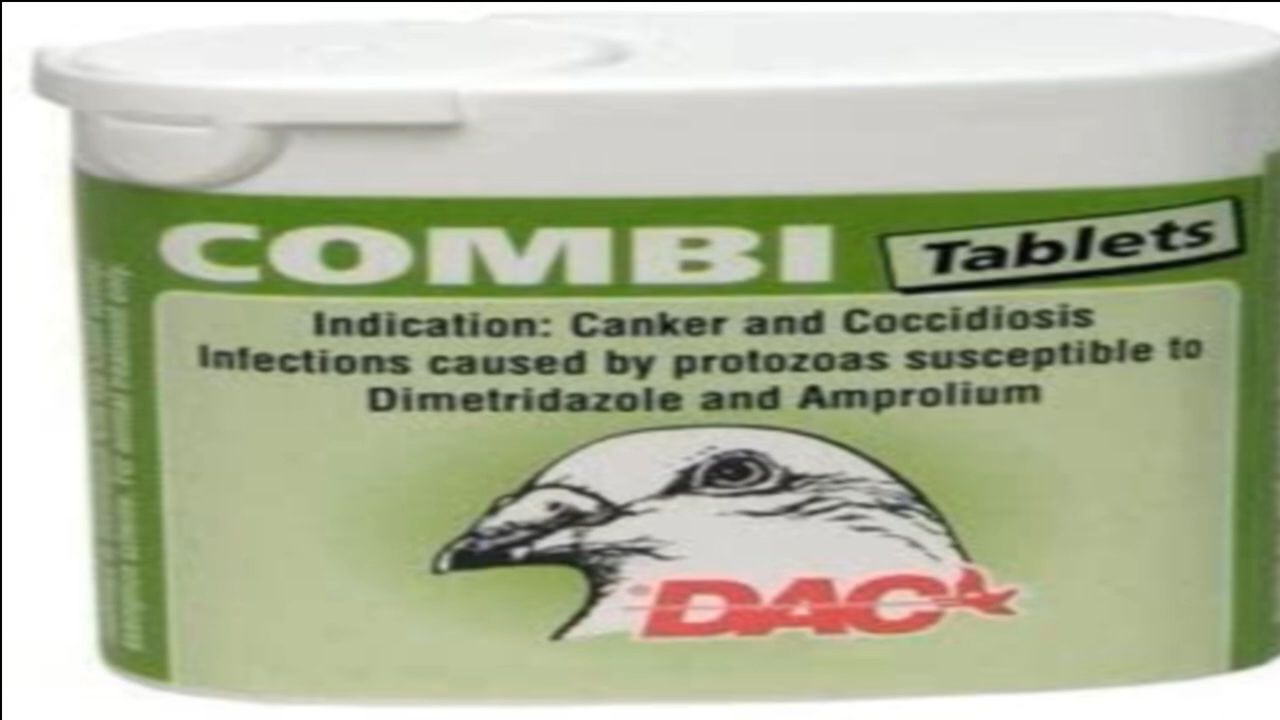 COMBI Tablets
Indication: Canker and Coccidiosis
Infections caused by protozoas susceptible to
Dimetridazole and Amprolium
DAC